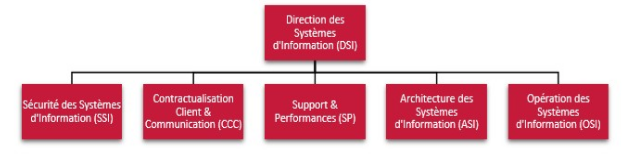 Direction des
Systèmes
d'Information (DSI)
Sécurité des Systèmes
d'Information (SSI)
Contractualisation
Client &
Communication (CCC)
Support &
Performances (SP)
Architecture des
Systèmes
d'Information (ASI)
Opération des
Systèmes
d'Information (OSI)